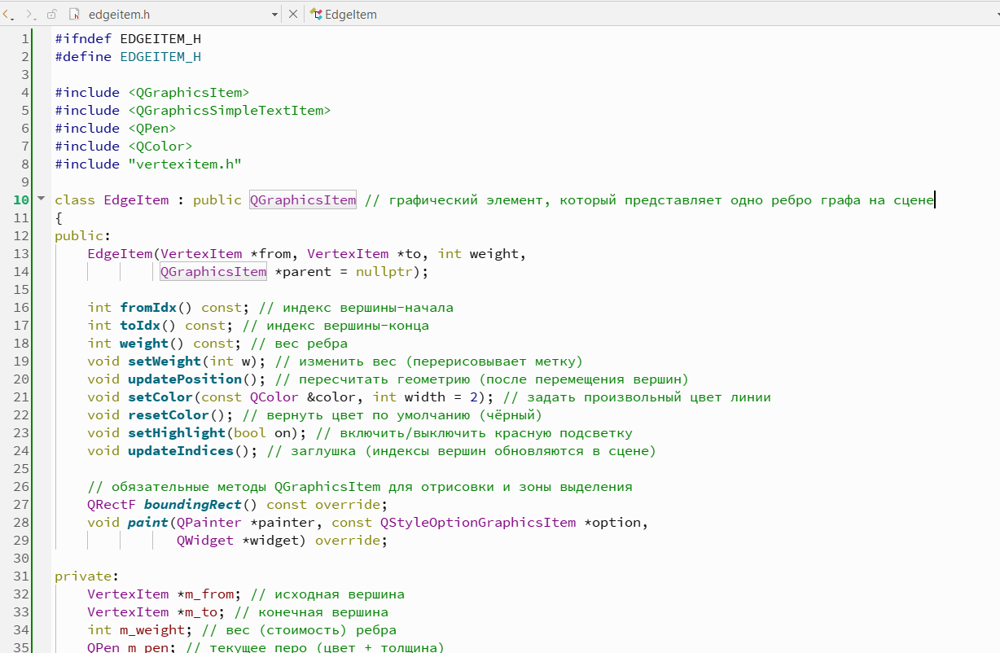 edgeitem.h EdgeItem
1 #ifndef EDGEITEM_H
2 #define EDGEITEM_H
3
4 #include <QGraphicsItem>
5 #include <QGraphicsSimpleTextItem>
6 #include <QPen>
7 #include <QColor>
8 #include "vertexitem.h"
9
10 class EdgeItem : public QGraphicsItem // графический элемент, который представляет одно ребро графа на сцене
11 {
12 public:
13     EdgeItem(VertexItem *from, VertexItem *to, int weight,
14              QGraphicsItem *parent = nullptr);
15
16     int fromIdx() const; // индекс вершины-начала
17     int toIdx() const; // индекс вершины-конца
18     int weight() const; // вес ребра
19     void setWeight(int w); // изменить вес (перерисовывает метку)
20     void updatePosition(); // пересчитать геометрию (после перемещения вершин)
21     void setColor(const QColor &color, int width = 2); // задать произвольный цвет линии
22     void resetColor(); // вернуть цвет по умолчанию (чёрный)
23     void setHighlight(bool on); // включить/выключить красную подсветку
24     void updateIndices(); // заглушка (индексы вершин обновляются в сцене)
25
26     // обязательные методы QGraphicsItem для отрисовки и зоны выделения
27     QRectF boundingRect() const override;
28     void paint(QPainter *painter, const QStyleOptionGraphicsItem *option,
29                QWidget *widget) override;
30
31 private:
32     VertexItem *m_from; // исходная вершина
33     VertexItem *m_to; // конечная вершина
34     int m_weight; // вес (стоимость) ребра
35     QPen m_pen; // текущее перо (цвет + толщина)